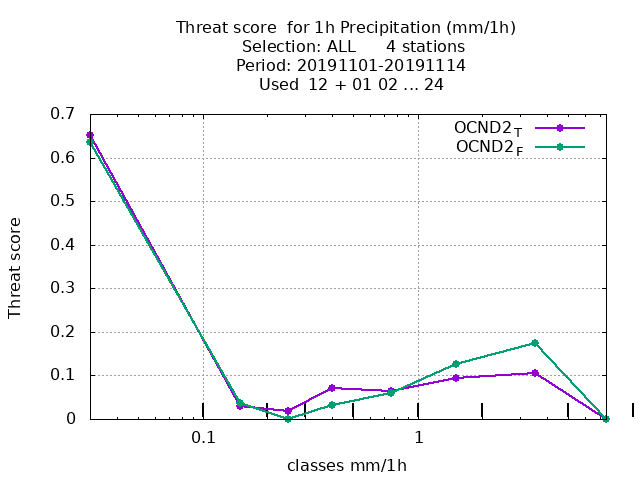 Threat score  for 1h Precipitation (mm/1h)
Selection: ALL      4 stations
Period: 20191101-20191114
Used  12 + 01 02 ... 24
OCND2T
OCND2F
0.7
0.6
0.5
0.4
0.3
0.2
0.1
0
Threat score
0.1
1
classes mm/1h